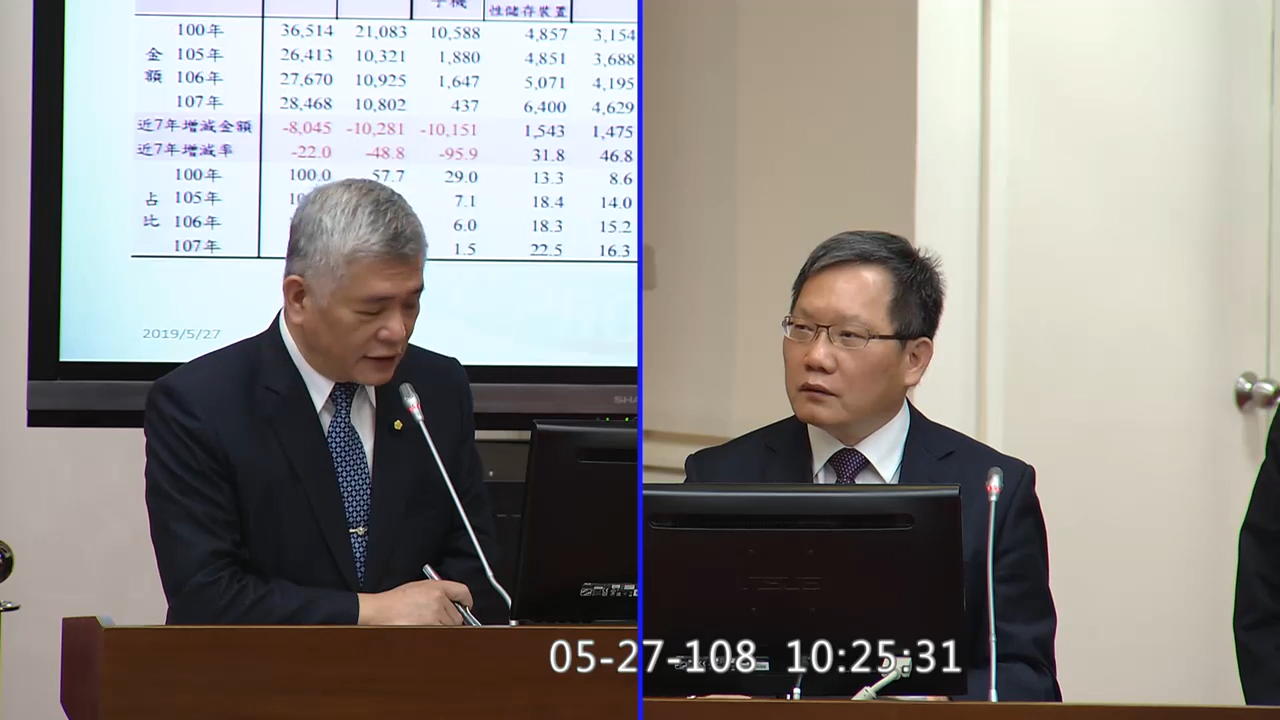 手機 性儲存裝置
100年 36,514 21,083 10,588 4,857 3,154
金 105年 26,413 10,321 1,880 4,851 3,688
額 106年 27,670 10,925 1,647 5,071 4,195
107年 28,468 10,802 437 6,400 4,629
近7年增減金額 -8,045 -10,281 -10,151 1,543 1,475
近7年增減率 -22.0 -48.8 -95.9 31.8 46.8
100年 100.0 57.7 29.0 13.3 8.6
占 105年 7.1 18.4 14.0
比 106年 6.0 18.3 15.2
107年 1.5 22.5 16.3
2019/5/27
SHA
ASUS
05-27-108 10:25:31